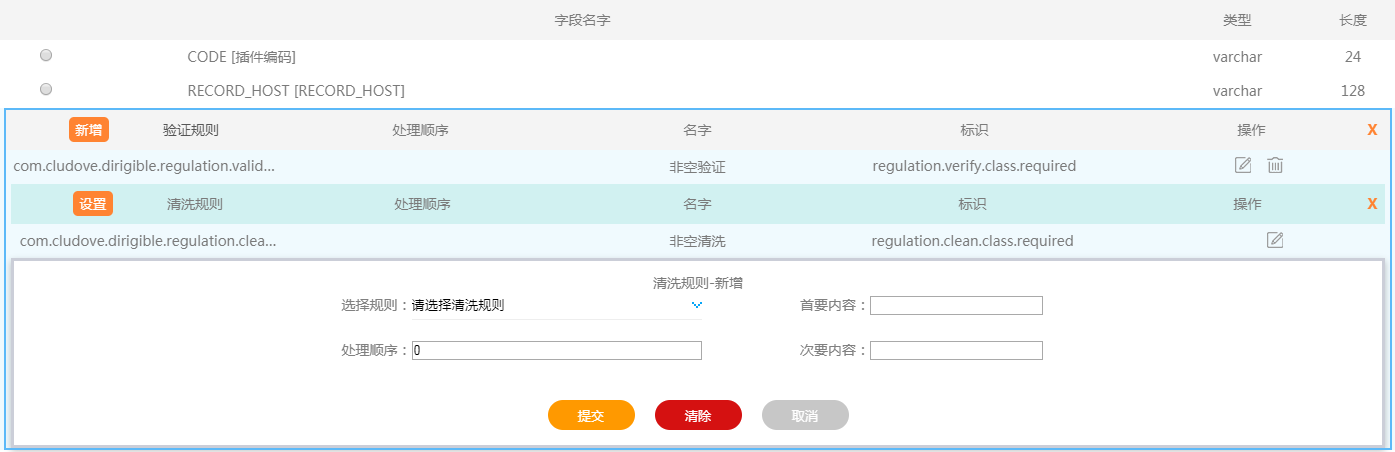 字段名字 类型 长度
CODE [插件编码] varchar 24
RECORD_HOST [RECORD_HOST] varchar 128
新增 验证规则 处理顺序 名字 标识 操作 X
com.cludove.dirigible.regulation.valid... 非空验证 regulation.verify.class.required
设置 清洗规则 处理顺序 名字 标识 操作 X
com.cludove.dirigible.regulation.clea... 非空清洗 regulation.clean.class.required
清洗规则-新增
选择规则：请选择清洗规则 首要内容：
处理顺序：0 次要内容：
提交 清除 取消